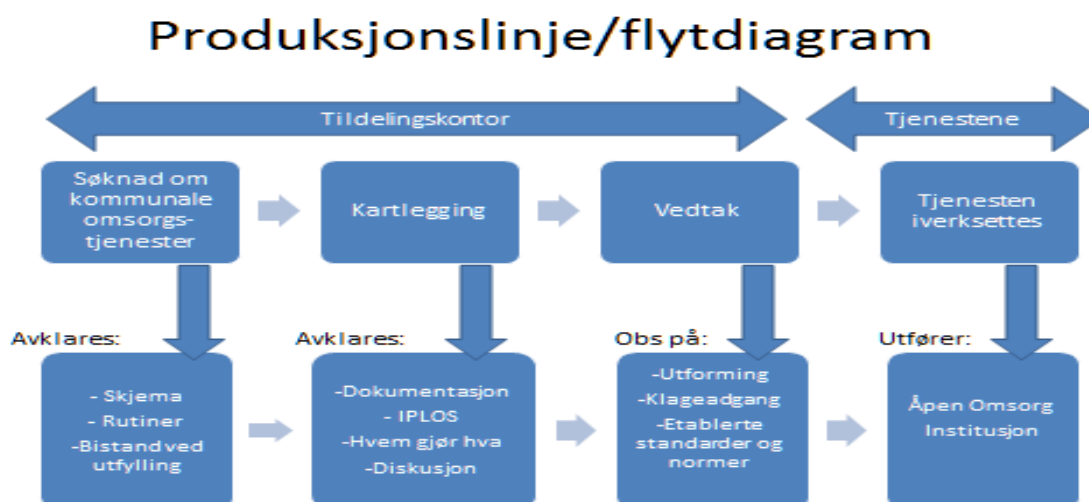 Produksjonslinje/flytdiagram
Tildelingskontor
Tjenestene
Søknad om
kommunale
omsorgs-
tjenester
Kartlegging
Vedtak
Tjenesten
iverksettes
Avklares:
Avklares:
Obs på:
Utfører:
- Skjema
- Rutiner
-Bistand ved
utfylling
-Dokumentasjon
- IPLOS
-Hvem gjør hva
-Diskusjon
-Utforming
-Klageadgang
-Etablerte
standarder og
normer
Åpen Omsorg
Institusjon